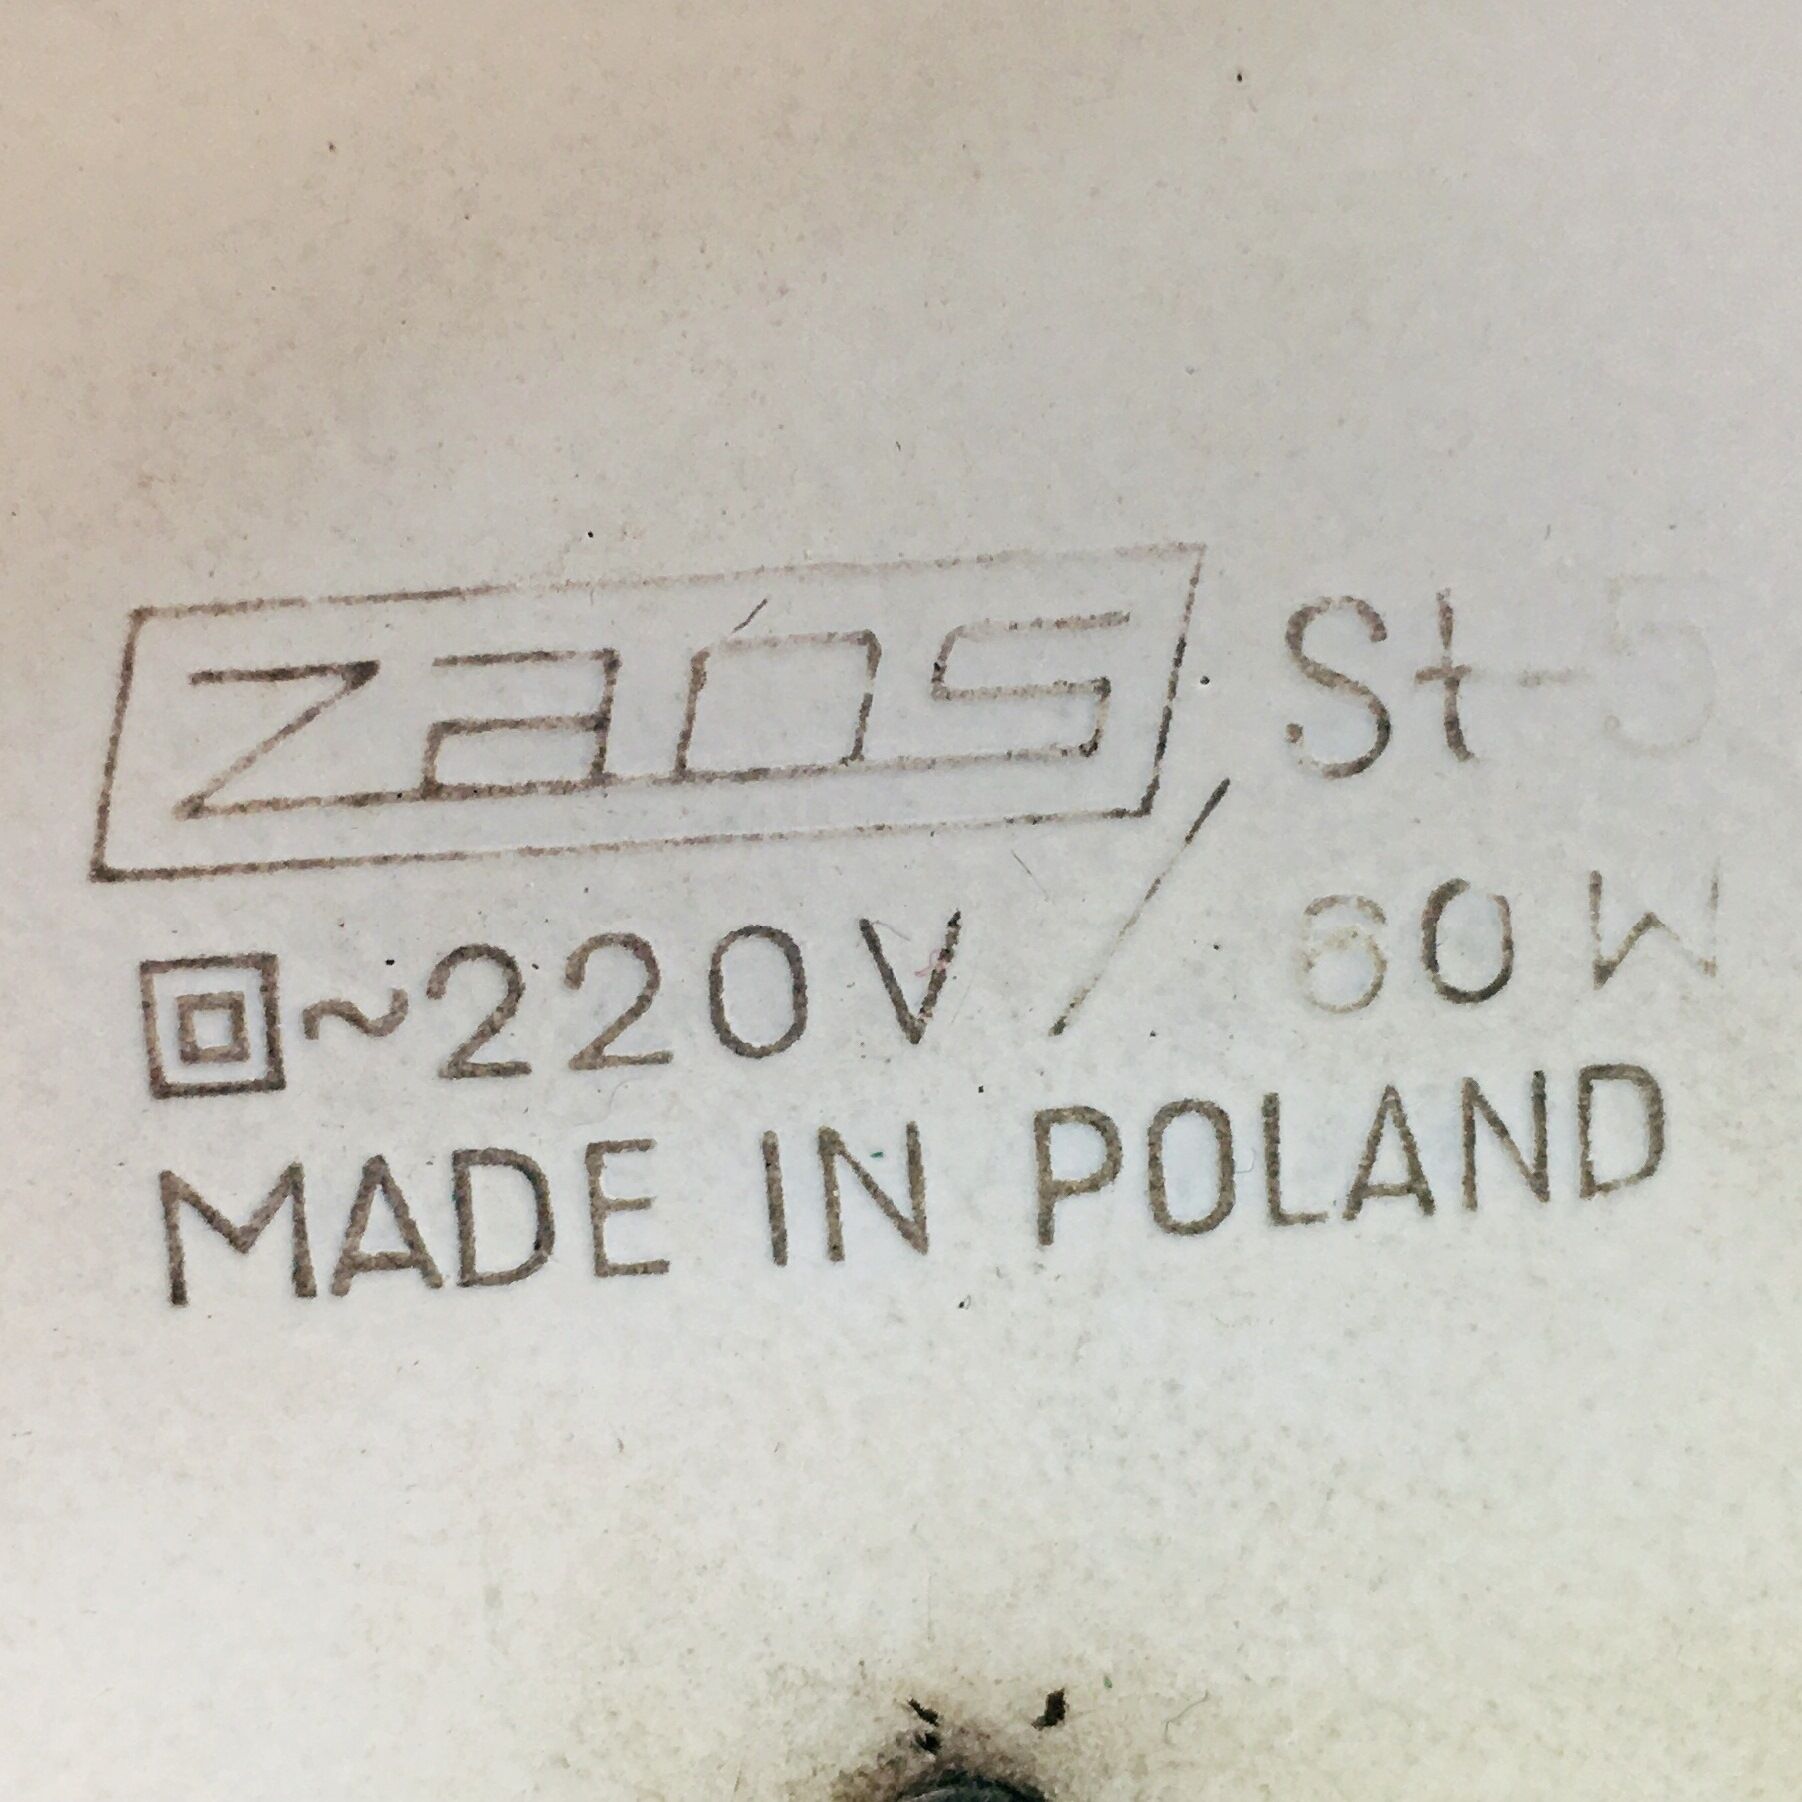 zaós St-5
~220V / 60W
MADE IN POLAND